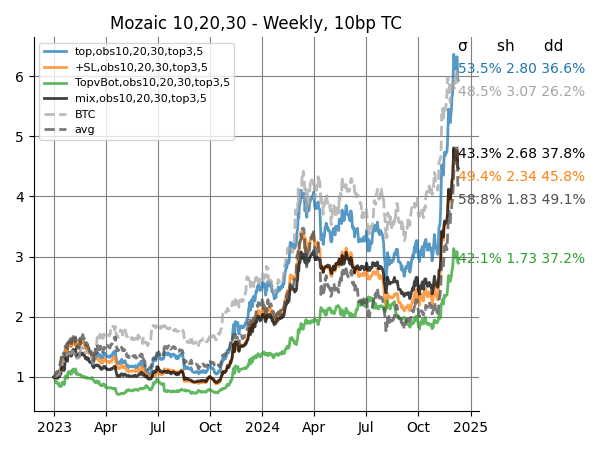 Mozaic 10,20,30 - Weekly, 10bp TC
σ sh dd
top,obs10,20,30,top3,5
+SL,obs10,20,30,top3,5
TopvBot,obs10,20,30,top3,5
mix,obs10,20,30,top3,5
BTC
avg
53.5% 2.80 36.6%
48.5% 3.07 26.2%
43.3% 2.68 37.8%
49.4% 2.34 45.8%
58.8% 1.83 49.1%
42.1% 1.73 37.2%
6
5
4
3
2
1
2023 Apr Jul Oct 2024 Apr Jul Oct 2025